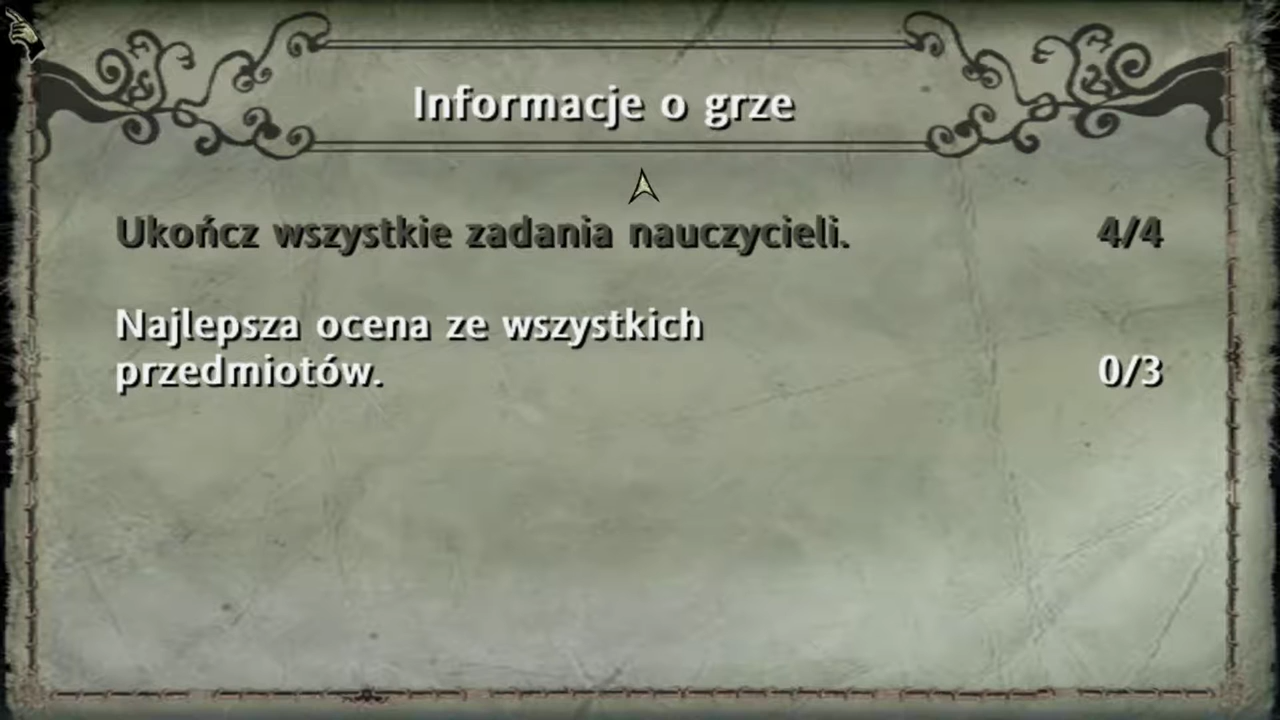 Informacje o grze
Ukończ wszystkie zadania nauczycieli. 4/4
Najlepsza ocena ze wszystkich
przedmiotów. 0/3